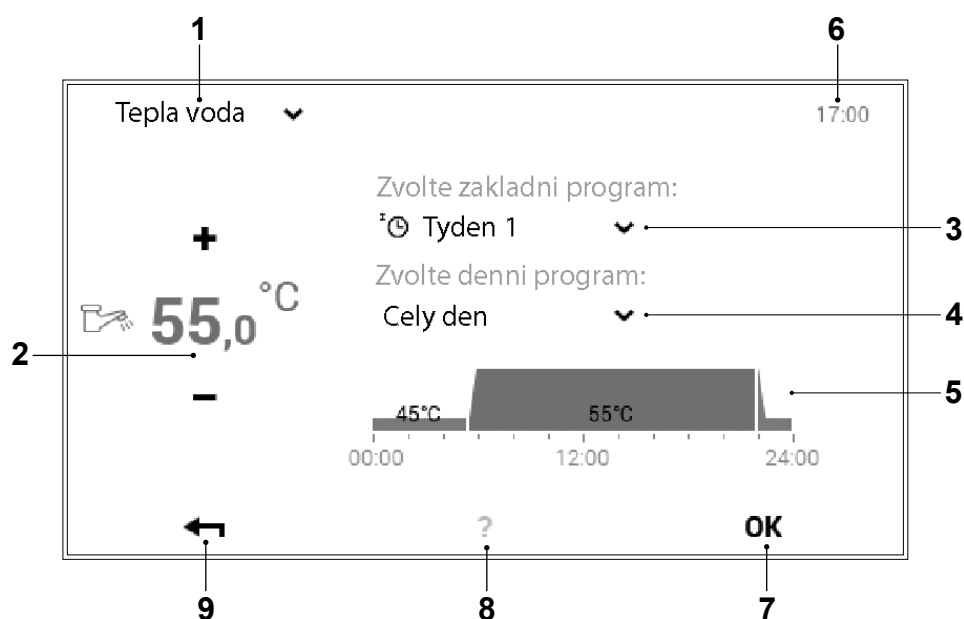 1 6
Tepla voda 17:00
Zvolte zakladni program:
Tyden 1 3
+
Zvolte denni program:
55,0 °C Cely den 4
2
−
45°C 55°C 5
00:00 12:00 24:00
? OK
9 8 7